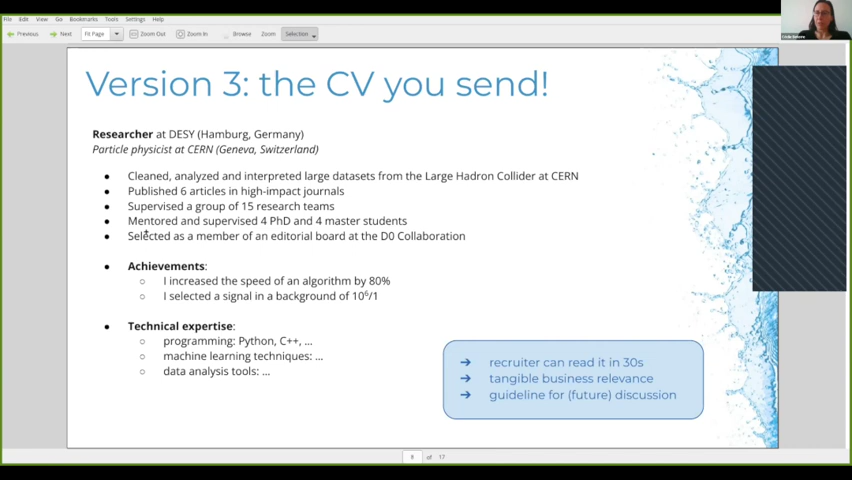 File Edit View Go Bookmarks Tools Settings Help
Previous Next Fit Page Zoom Out Zoom In Browse Zoom Selection
Version 3: the CV you send!
Researcher at DESY (Hamburg, Germany)
Particle physicist at CERN (Geneva, Switzerland)
• Cleaned, analyzed and interpreted large datasets from the Large Hadron Collider at CERN
• Published 6 articles in high-impact journals
• Supervised a group of 15 research teams
• Mentored and supervised 4 PhD and 4 master students
• Selected as a member of an editorial board at the D0 Collaboration
• Achievements:
○ I increased the speed of an algorithm by 80%
○ I selected a signal in a background of 10⁶/1
• Technical expertise:
○ programming: Python, C++, ...
○ machine learning techniques: ...
○ data analysis tools: ...
➔ recruiter can read it in 30s
➔ tangible business relevance
➔ guideline for (future) discussion
8 of 17